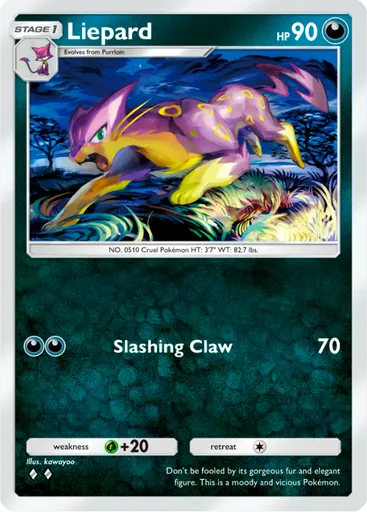 STAGE 1
Liepard
HP 90
Evolves from Purrloin
NO. 0510 Cruel Pokémon HT: 3'7" WT: 82.7 lbs.
Slashing Claw 70
weakness +20 retreat
Illus. kawayoo
Don't be fooled by its gorgeous fur and elegant
figure. This is a moody and vicious Pokémon.